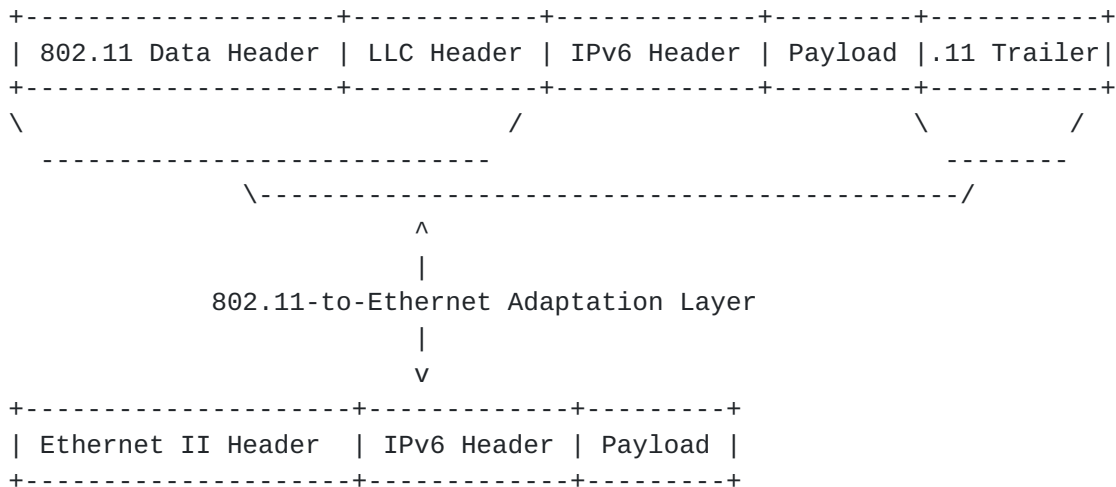 +--------------------+------------+-------------+---------+-----------+
| 802.11 Data Header | LLC Header | IPv6 Header | Payload |.11 Trailer|
+--------------------+------------+-------------+---------+-----------+
\                               /                         \         /
  -----------------------------                             --------
               \---------------------------------------------/
                          ^
                          |
             802.11-to-Ethernet Adaptation Layer
                          |
                          v
+---------------------+-------------+---------+
| Ethernet II Header  | IPv6 Header | Payload |
+---------------------+-------------+---------+